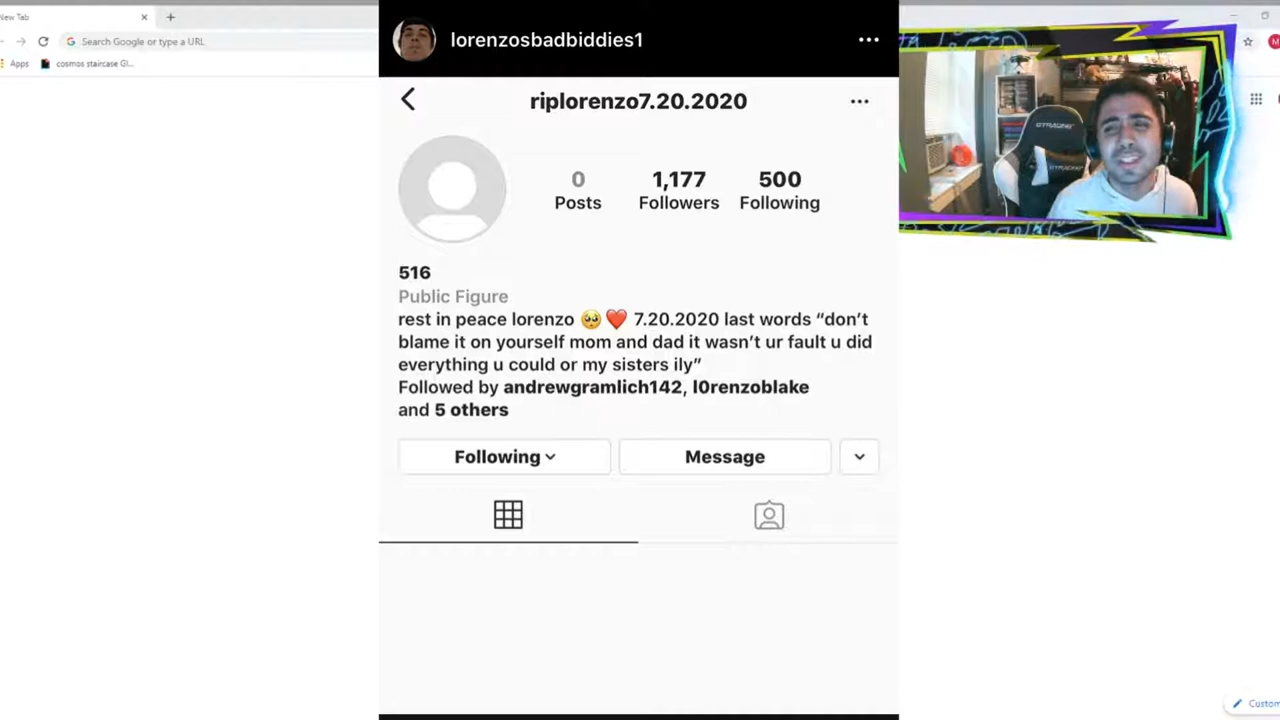 New Tab
Search Google or type a URL
Apps
cosmos staircase Gl...
lorenzosbadbiddies1
riplorenzo7.20.2020
0
Posts
1,177
Followers
500
Following
516
Public Figure
rest in peace lorenzo 🥺❤️ 7.20.2020 last words “don’t
blame it on yourself mom and dad it wasn’t ur fault u did
everything u could or my sisters ily”
Followed by andrewgramlich142, l0renzoblake
and 5 others
Following
Message
GTRACING
GTRACING
Custom